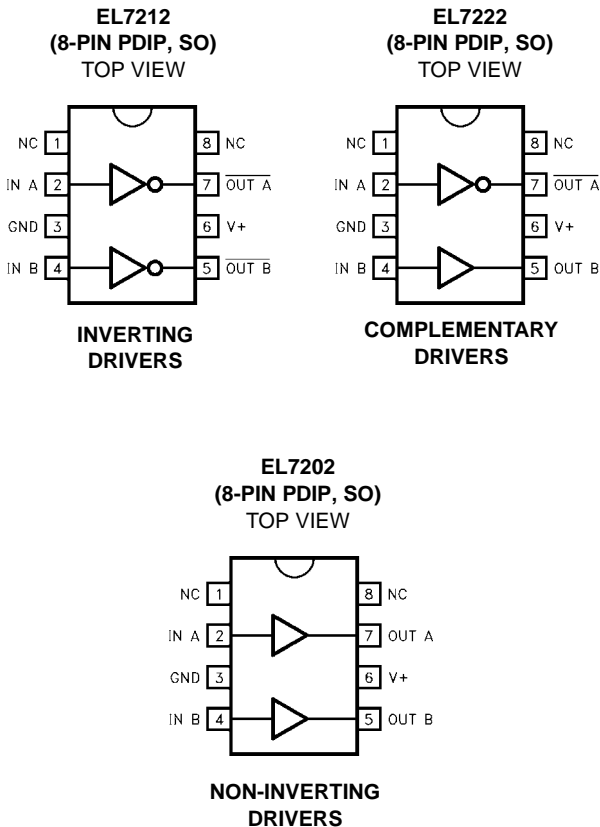 EL7212
(8-PIN PDIP, SO)
TOP VIEW
NC 1 8 NC
IN A 2 7 OUT A
GND 3 6 V+
IN B 4 5 OUT B
INVERTING
DRIVERS
EL7222
(8-PIN PDIP, SO)
TOP VIEW
NC 1 8 NC
IN A 2 7 OUT A
GND 3 6 V+
IN B 4 5 OUT B
COMPLEMENTARY
DRIVERS
EL7202
(8-PIN PDIP, SO)
TOP VIEW
NC 1 8 NC
IN A 2 7 OUT A
GND 3 6 V+
IN B 4 5 OUT B
NON-INVERTING
DRIVERS